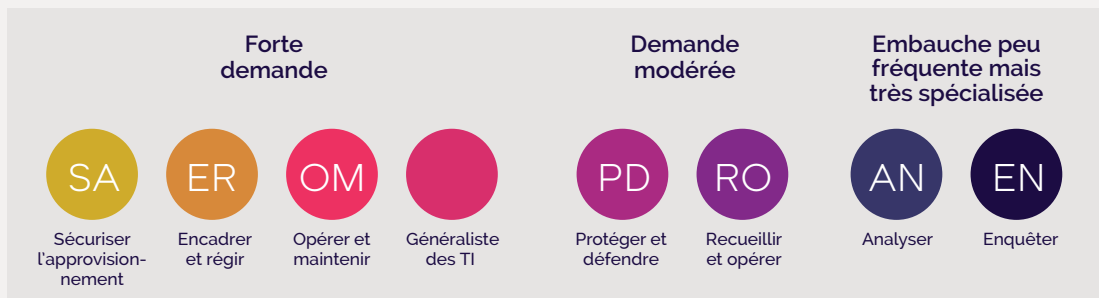 Forte
demande
Demande
modérée
Embauche peu
fréquente mais
très spécialisée
SA
ER
OM
PD
RO
AN
EN
Sécuriser
l'approvision-
nement
Encadrer
et régir
Opérer et
maintenir
Généraliste
des TI
Protéger et
défendre
Recueillir
et opérer
Analyser
Enquêter